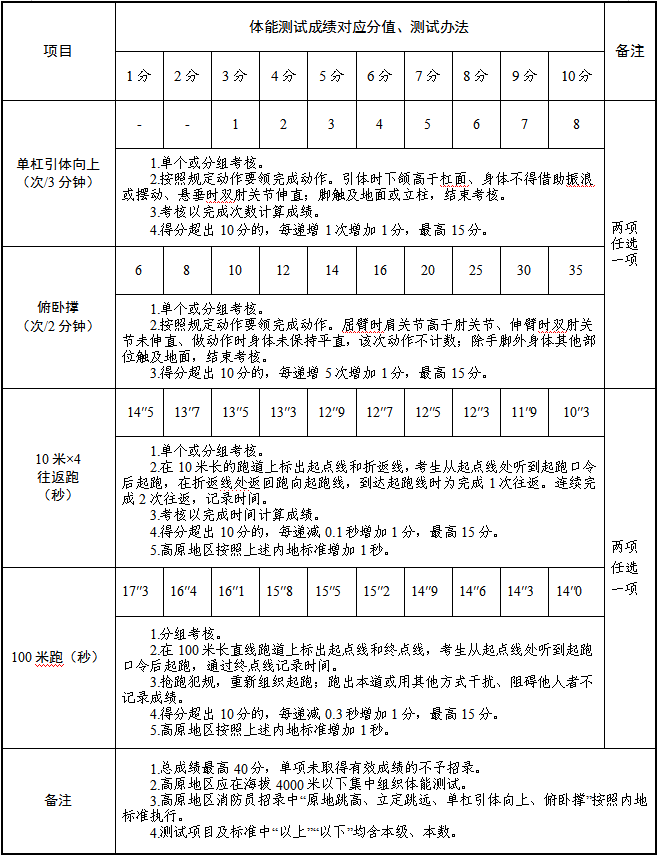 项目
体能测试成绩对应分值、测试办法
备注
1分 2分 3分 4分 5分 6分 7分 8分 9分 10分
单杠引体向上
（次/3分钟）
- - 1 2 3 4 5 6 7 8
1.单个或分组考核。
2.按照规定动作要领完成动作。引体时下颌高于杠面、身体不得借助振浪
或摆动、悬垂时双肘关节伸直；脚触及地面或立柱，结束考核。
3.考核以完成次数计算成绩。
4.得分超出10分的，每递增1次增加1分，最高15分。
两项
任选
一项
俯卧撑
（次/2分钟）
6 8 10 12 14 16 20 25 30 35
1.单个或分组考核。
2.按照规定动作要领完成动作。屈臂时肩关节高于肘关节、伸臂时双肘关
节未伸直、做动作时身体未保持平直，该次动作不计数；除手脚外身体其他部
位触及地面，结束考核。
3.得分超出10分的，每递增5次增加1分，最高15分。
10米×4
往返跑
（秒）
14″5 13″7 13″5 13″3 12″9 12″7 12″5 12″3 11″9 10″3
1.单个或分组考核。
2.在10米长的跑道上标出起点线和折返线，考生从起点线处听到起跑口令
后起跑，在折返线处返回跑向起跑线，到达起跑线时为完成1次往返。连续完
成2次往返，记录时间。
3.考核以完成时间计算成绩。
4.得分超出10分的，每递减0.1秒增加1分，最高15分。
5.高原地区按照上述内地标准增加1秒。
两项
任选
一项
100米跑（秒）
17″3 16″4 16″1 15″8 15″5 15″2 14″9 14″6 14″3 14″0
1.分组考核。
2.在100米长直线跑道上标出起点线和终点线，考生从起点线处听到起跑
口令后起跑，通过终点线记录时间。
3.抢跑犯规，重新组织起跑；跑出本道或用其他方式干扰、阻碍他人者不
记录成绩。
4.得分超出10分的，每递减0.3秒增加1分，最高15分。
5.高原地区按照上述内地标准增加1秒。
备注
1.总成绩最高40分，单项未取得有效成绩的不予招录。
2.高原地区应在海拔4000米以下集中组织体能测试。
3.高原地区消防员招录中“原地跳高、立定跳远、单杠引体向上、俯卧撑”按照内地
标准执行。
4.测试项目及标准中“以上”“以下”均含本级、本数。